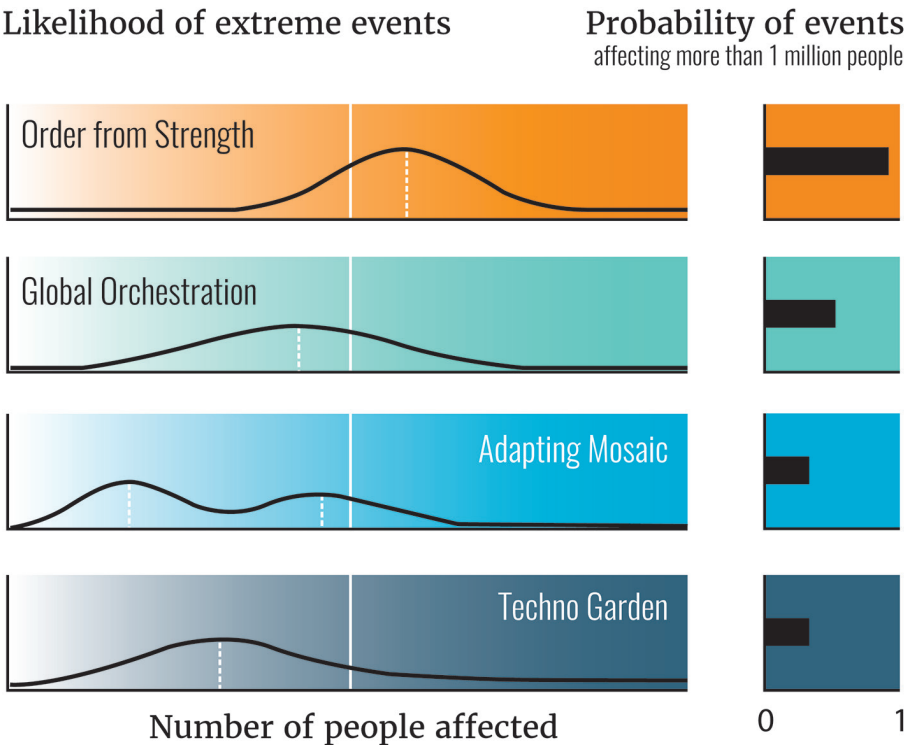 Likelihood of extreme events
Probability of events
affecting more than 1 million people
Order from Strength
Global Orchestration
Adapting Mosaic
Techno Garden
Number of people affected
0
1